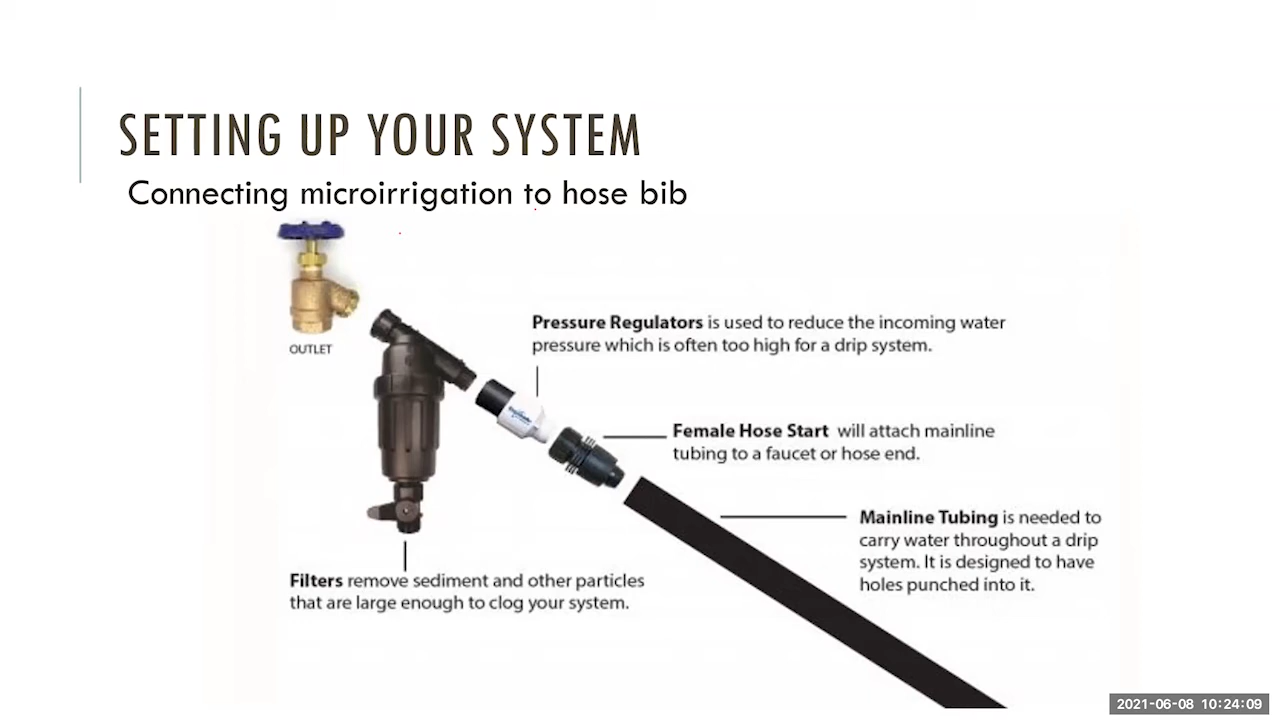 SETTING UP YOUR SYSTEM
Connecting microirrigation to hose bib
OUTLET
Pressure Regulators is used to reduce the incoming water
pressure which is often too high for a drip system.
Female Hose Start will attach mainline
tubing to a faucet or hose end.
Mainline Tubing is needed to
carry water throughout a drip
system. It is designed to have
holes punched into it.
Filters remove sediment and other particles
that are large enough to clog your system.
2021-06-08 10:24:09